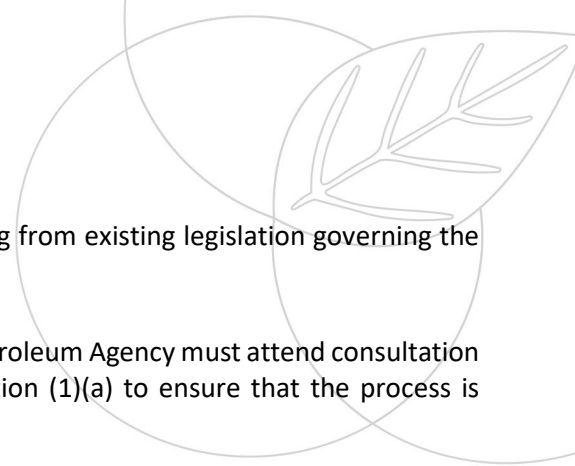 from existing legislation governing the
roleum Agency must attend consultation
ion (1)(a) to ensure that the process is